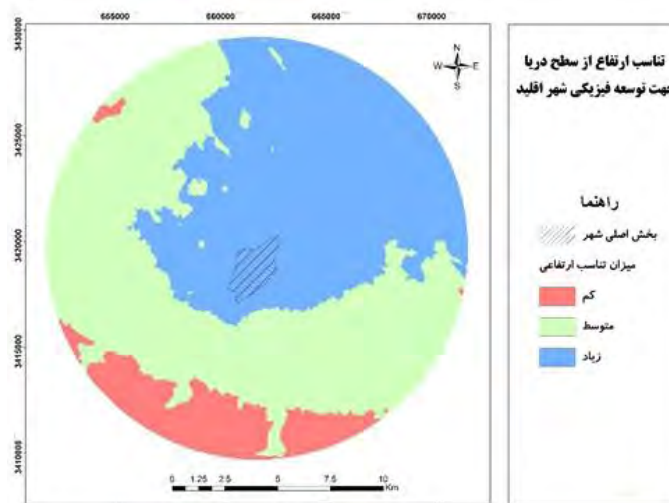 655000 660000 665000 670000
3430000
3425000
3420000
3415000
3410000
N
W E
S
0 1.25 2.5 5 7.5 10
Km
تناسب ارتفاع از سطح دریا
جهت توسعه فیزیکی شهر اقلید
راهنما
بخش اصلی شهر
میزان تناسب ارتفاعی
کم
متوسط
زیاد